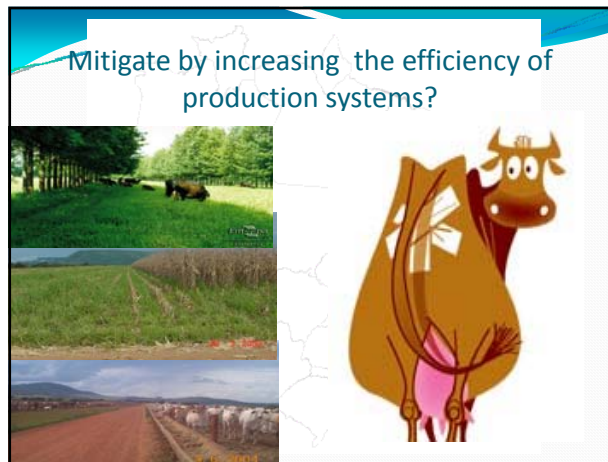 Mitigate by increasing the efficiency of
production systems?